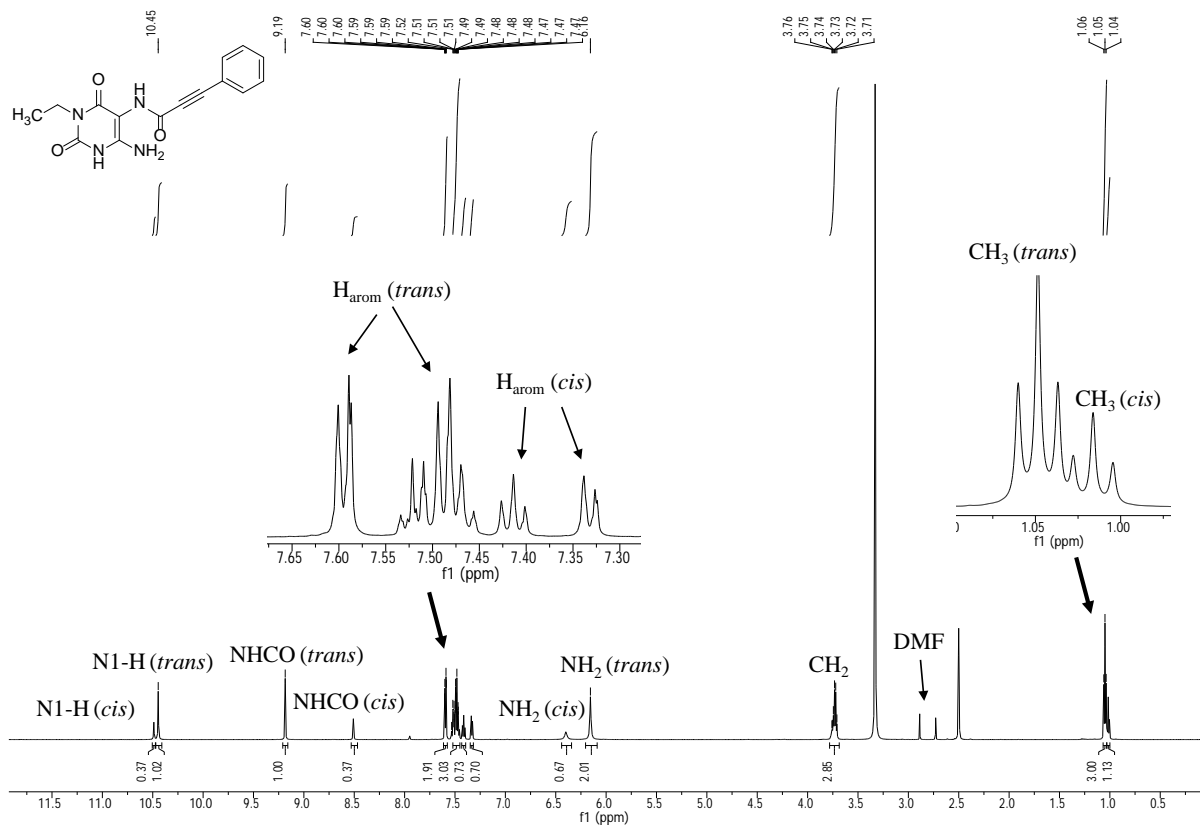 10.45 9.19 7.60 7.60 7.60 7.59 7.59 7.59 7.52 7.51 7.51 7.51 7.49 7.49 7.48 7.48 7.48 7.47 7.47 7.47 6.16 3.76 3.75 3.74 3.73 3.72 3.71 1.06 1.05 1.04
O
H
N
H3C
N
O
O
N
H
NH2
CH3 (trans)
Harom (trans)
Harom (cis)
CH3 (cis)
1.05 1.00
f1 (ppm)
7.65 7.60 7.55 7.50 7.45 7.40 7.35 7.30
f1 (ppm)
N1-H (trans)
NHCO (trans)
NH2 (trans)
CH2
DMF
N1-H (cis)
NHCO (cis)
NH2 (cis)
0.37 1.02 1.00 0.37 1.91 3.03 0.73 0.70 0.67 2.01 2.85 3.00 1.13
11.5 11.0 10.5 10.0 9.5 9.0 8.5 8.0 7.5 7.0 6.5 6.0 5.5 5.0 4.5 4.0 3.5 3.0 2.5 2.0 1.5 1.0 0.5 0.0
f1 (ppm)